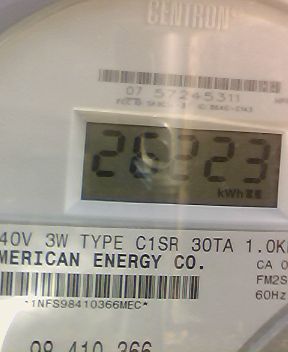 CENTRON
07 57245311
28223
kWh
40V 3W TYPE C1SR 30TA 1.0K
MERICAN ENERGY CO.
CA 0
FM2S
60Hz
*1NFS98410366MEC*
98 410 366